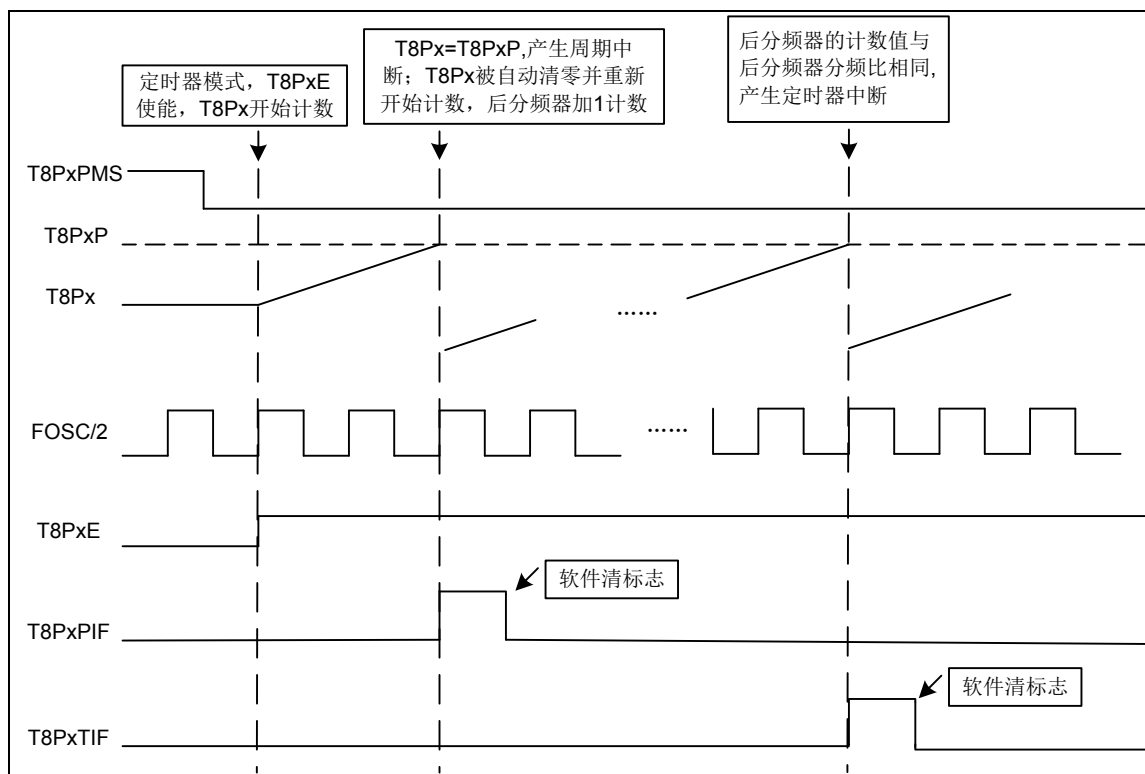 定时器模式，T8PxE
使能，T8Px开始计数
T8Px=T8PxP,产生周期中
断；T8Px被自动清零并重新
开始计数，后分频器加1计数
后分频器的计数值与
后分频器分频比相同,
产生定时器中断
T8PxPMS
T8PxP
T8Px
……
FOSC/2
……
T8PxE
软件清标志
T8PxPIF
软件清标志
T8PxTIF